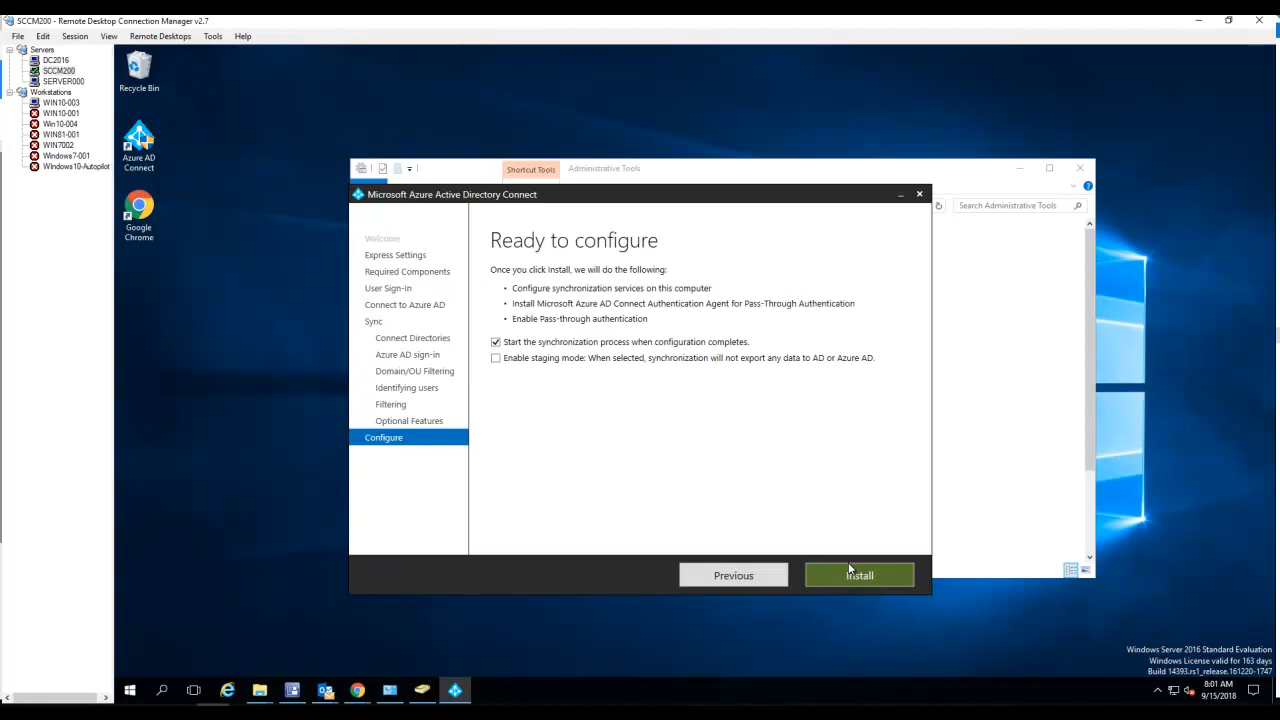 SCCM200 - Remote Desktop Connection Manager v2.7
File Edit Session View Remote Desktops Tools Help
Servers
DC2016
SCCM200
SERVER000
Workstations
WIN10-003
WIN10-001
Win10-004
WIN81-001
WIN7002
Windows7-001
Windows10-Autopilot
Recycle Bin
Azure AD
Connect
Google
Chrome
Shortcut Tools Administrative Tools
Search Administrative Tools
Microsoft Azure Active Directory Connect
Welcome
Express Settings
Required Components
User Sign-In
Connect to Azure AD
Sync
Connect Directories
Azure AD sign-in
Domain/OU Filtering
Identifying users
Filtering
Optional Features
Configure
Ready to configure
Once you click Install, we will do the following:
• Configure synchronization services on this computer
• Install Microsoft Azure AD Connect Authentication Agent for Pass-Through Authentication
• Enable Pass-through authentication
Start the synchronization process when configuration completes.
Enable staging mode: When selected, synchronization will not export any data to AD or Azure AD.
Previous Install
Windows Server 2016 Standard Evaluation
Windows License valid for 163 days
Build 14393.rs1_release.161220-1747
8:01 AM
9/15/2018